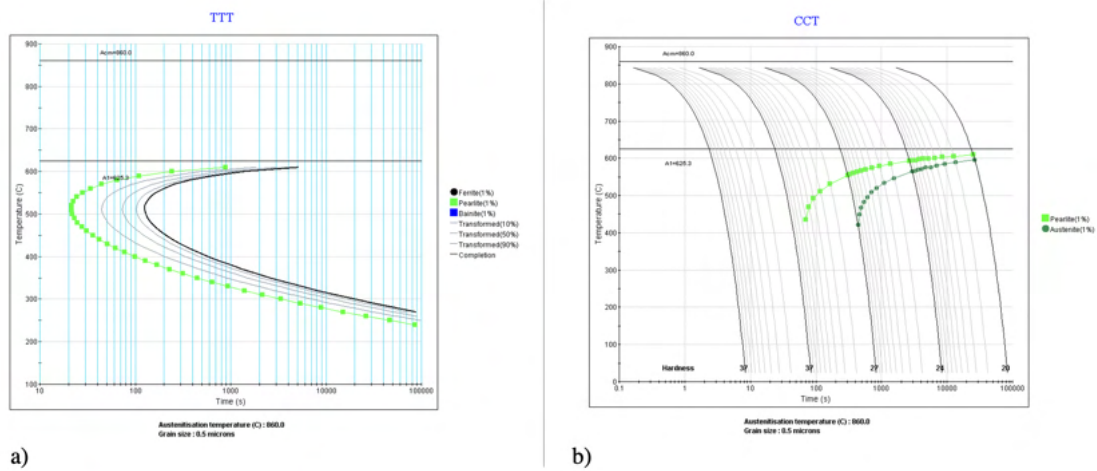 TTT
900
800
700
600
500
400
300
200
100
Temperature (C)
Acm=860.0
A1=625.3
10
100
1000
10000
100000
Time (s)
Ferrite(1%)
Pearlite(1%)
Bainite(1%)
Transformed(10%)
Transformed(50%)
Transformed(90%)
Completion
Austenitisation temperature (C) : 860.0
Grain size : 0.5 microns
a)
CCT
900
800
700
600
500
400
300
200
100
0
Temperature (C)
Acm=860.0
A1=625.3
Hardness 37 37 27 24 20
0.1 1 10 100 1000 10000 100000
Time (s)
Pearlite(1%)
Austenite(1%)
Austenitisation temperature (C) : 860.0
Grain size : 0.5 microns
b)